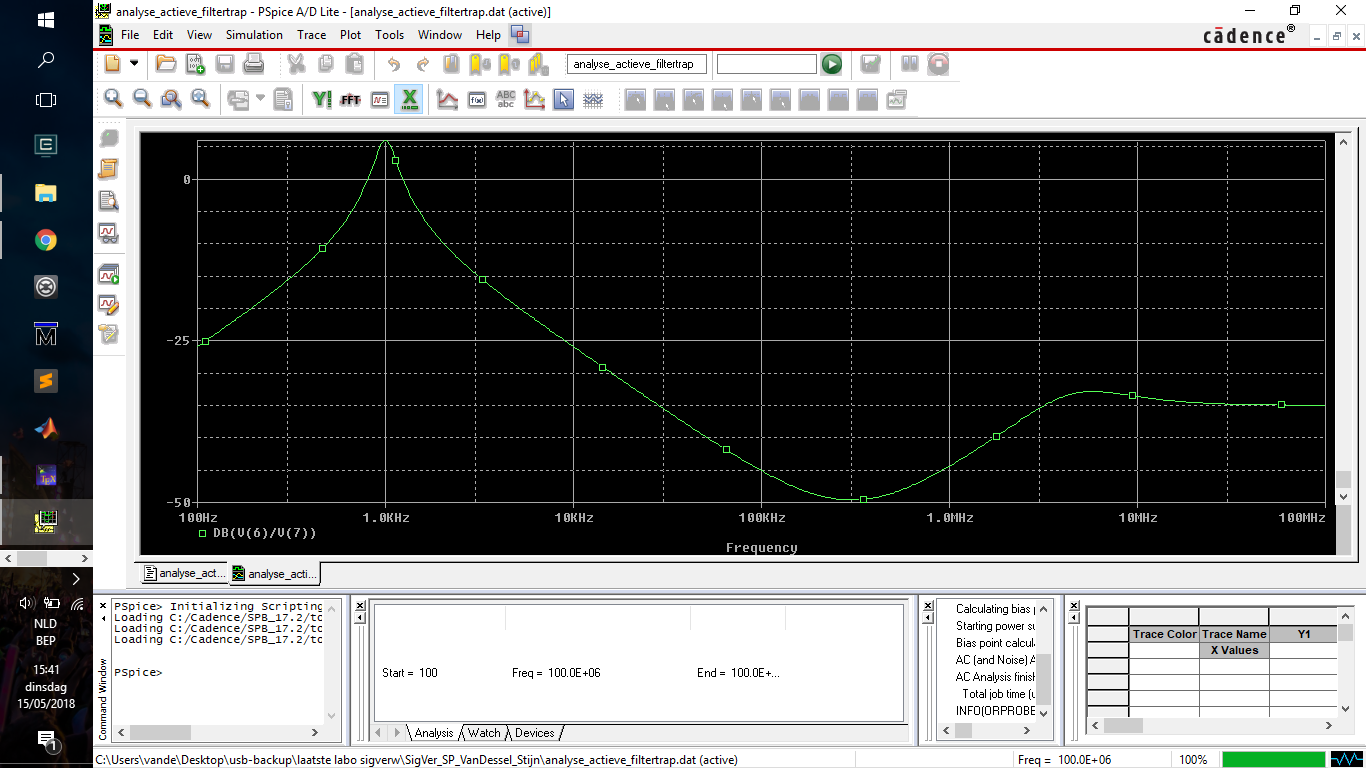 analyse_actieve_filtertrap - PSpice A/D Lite - [analyse_actieve_filtertrap.dat (active)]
File Edit View Simulation Trace Plot Tools Window Help
cādence®
analyse_actieve_filtertrap
FFT
ABC
abc
0
-25
-50
100Hz 1.0KHz 10KHz 100KHz 1.0MHz 10MHz 100MHz
DB(V(6)/V(7))
Frequency
analyse_act... analyse_acti...
PSpice> Initializing Scripting
Loading C:/Cadence/SPB_17.2/to
Loading C:/Cadence/SPB_17.2/to
Loading C:/Cadence/SPB_17.2/to
PSpice>
Command Window
Start = 100 Freq = 100.0E+06 End = 100.0E+...
Analysis Watch Devices
Calculating bias p
Starting power su
Bias point calcula
AC (and Noise) A
AC Analysis finish
Total job time (u
INFO(ORPROBE
Trace Color Trace Name Y1
X Values
NLD
BEP
15:41
dinsdag
15/05/2018
1
C:\Users\vande\Desktop\usb-backup\laatste labo sigverw\SigVer_SP_VanDessel_Stijn\analyse_actieve_filtertrap.dat (active) Freq = 100.0E+06 100%